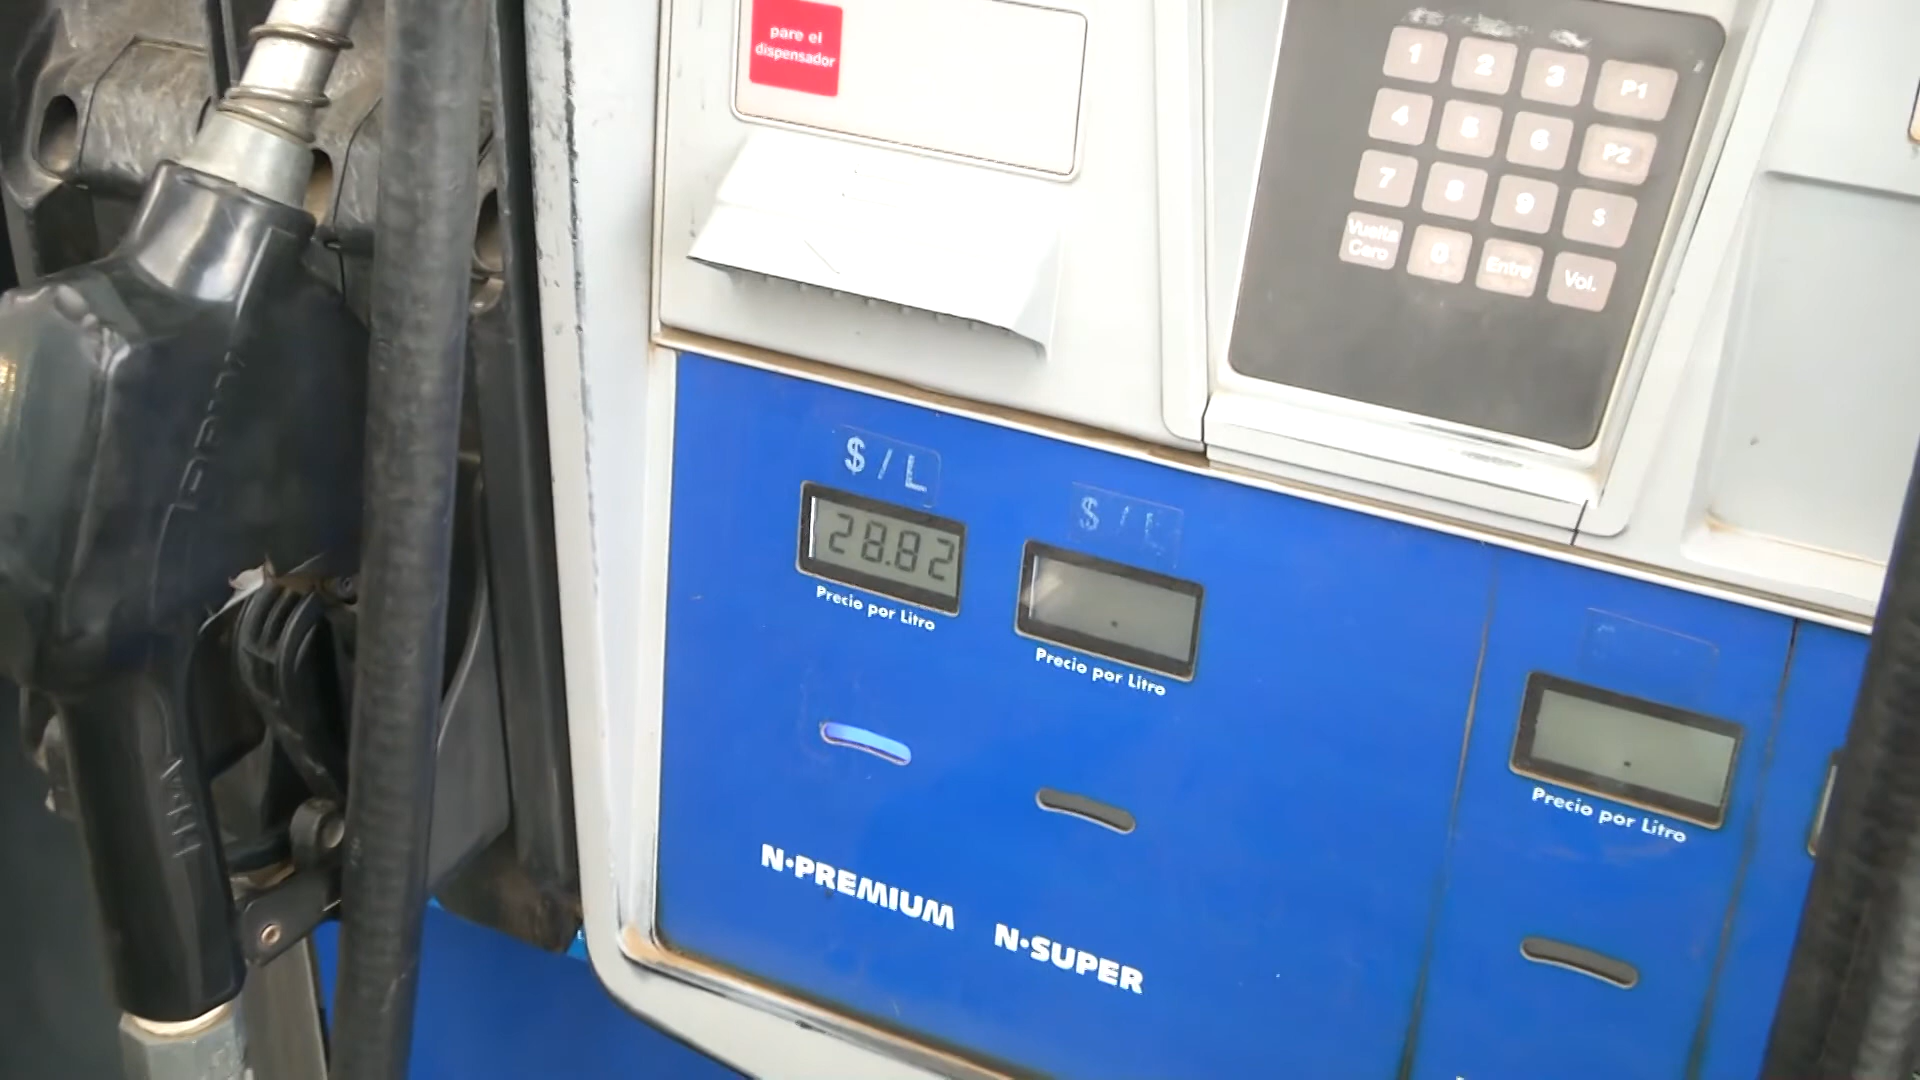 pare el
dispensador
1 2 3 P1
4 5 6 P2
7 8 9 $
Vuelta
Cero
0 Entre Vol.
$/L
28.82
Precio por Litro
$/L
Precio por Litro
Precio por Litro
N·PREMIUM
N·SUPER